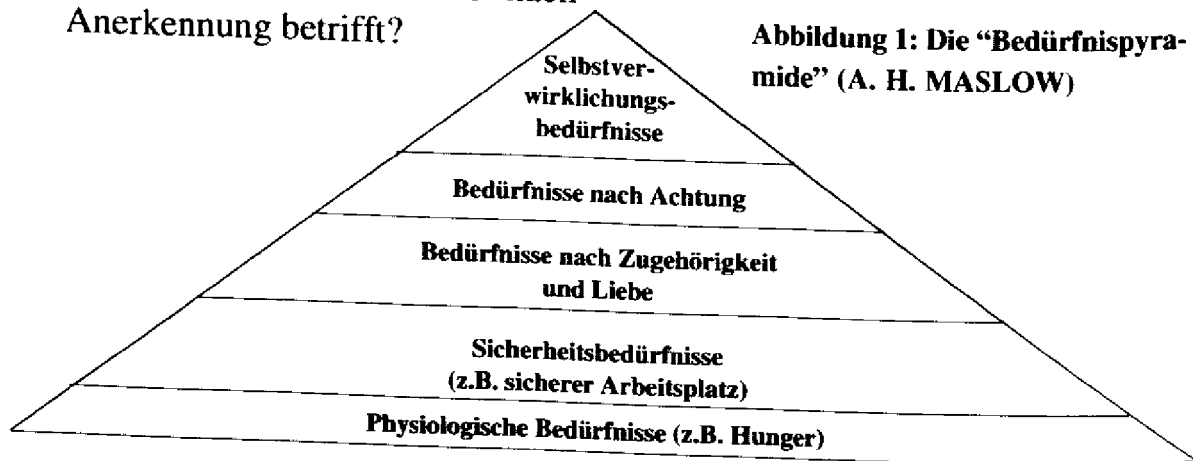 Anerkennung betrifft?
Abbildung 1: Die “Bedürfnispyra-
mide” (A. H. MASLOW)
Selbstver-
wirklichungs-
bedürfnisse
Bedürfnisse nach Achtung
Bedürfnisse nach Zugehörigkeit
und Liebe
Sicherheitsbedürfnisse
(z.B. sicherer Arbeitsplatz)
Physiologische Bedürfnisse (z.B. Hunger)